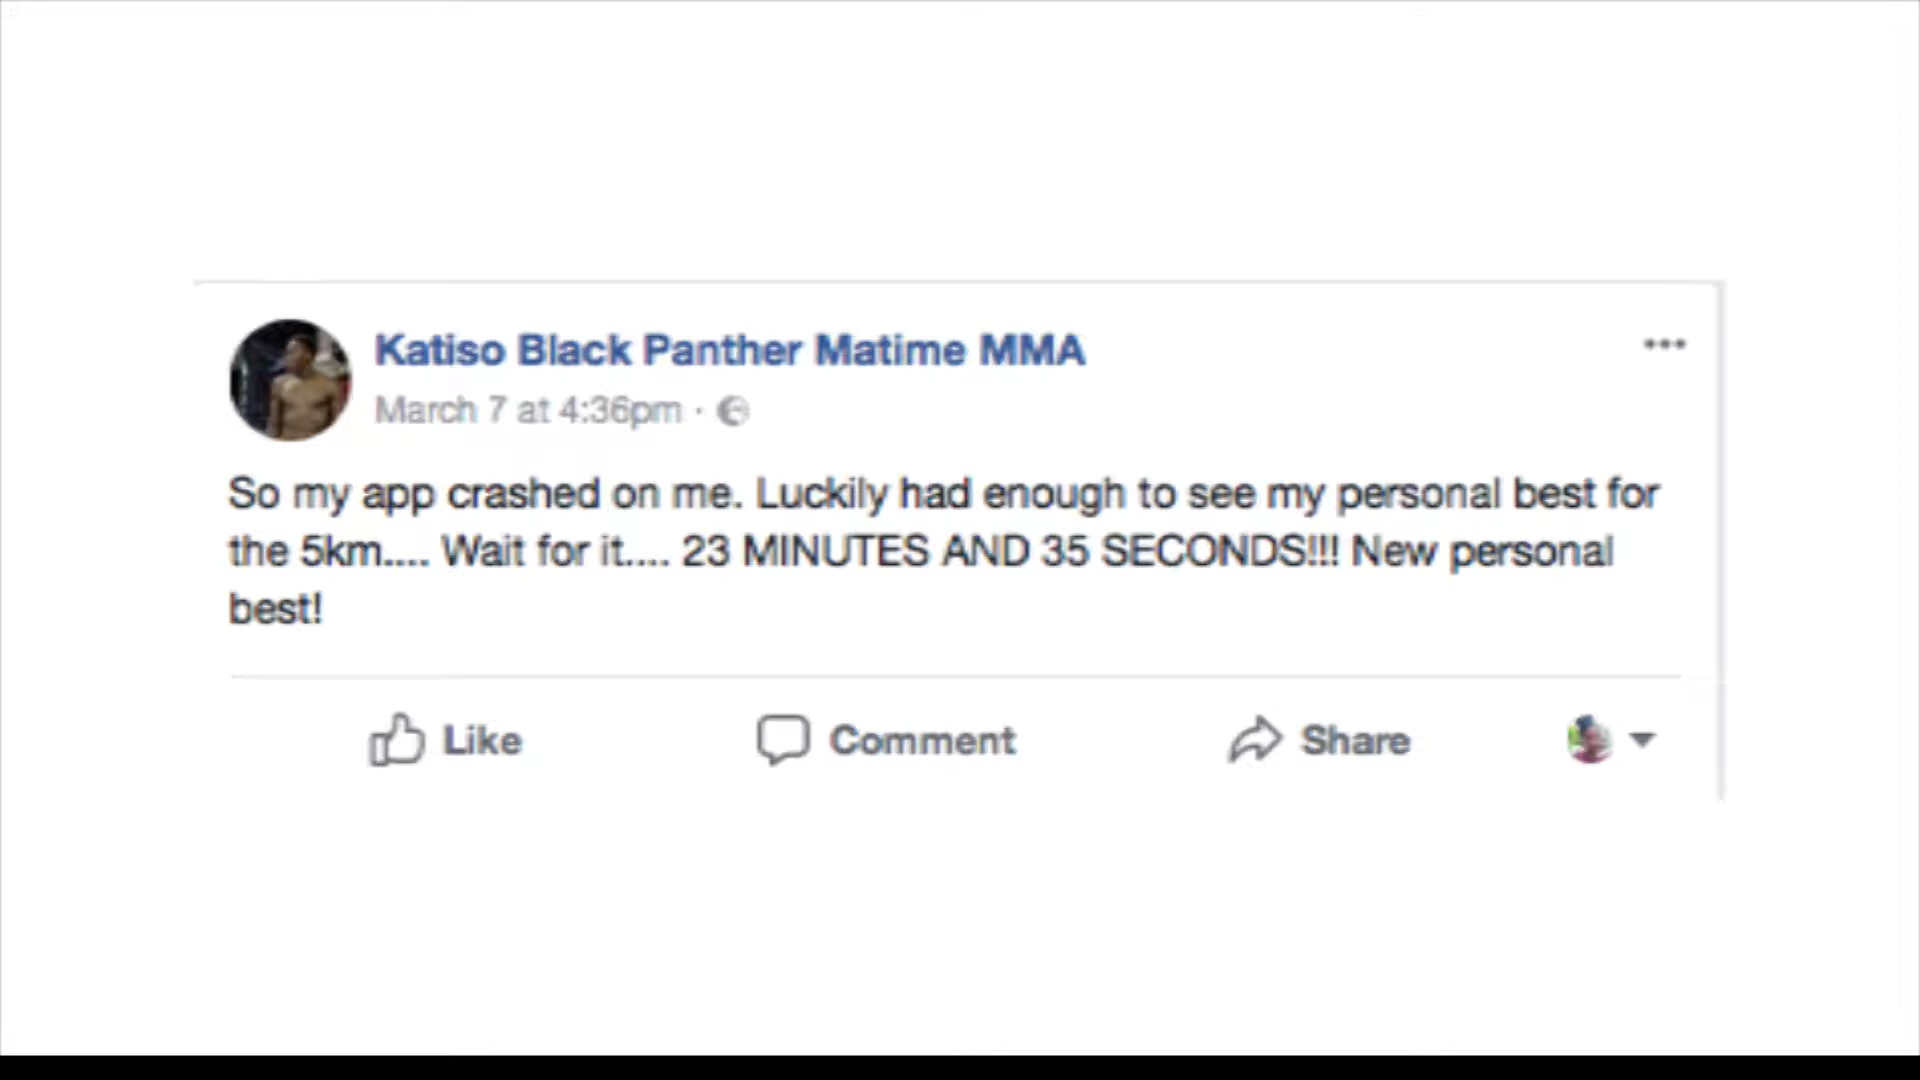 Katiso Black Panther Matime MMA
March 7 at 4:36pm ·
So my app crashed on me. Luckily had enough to see my personal best for
the 5km.... Wait for it.... 23 MINUTES AND 35 SECONDS!!! New personal
best!
Like Comment Share